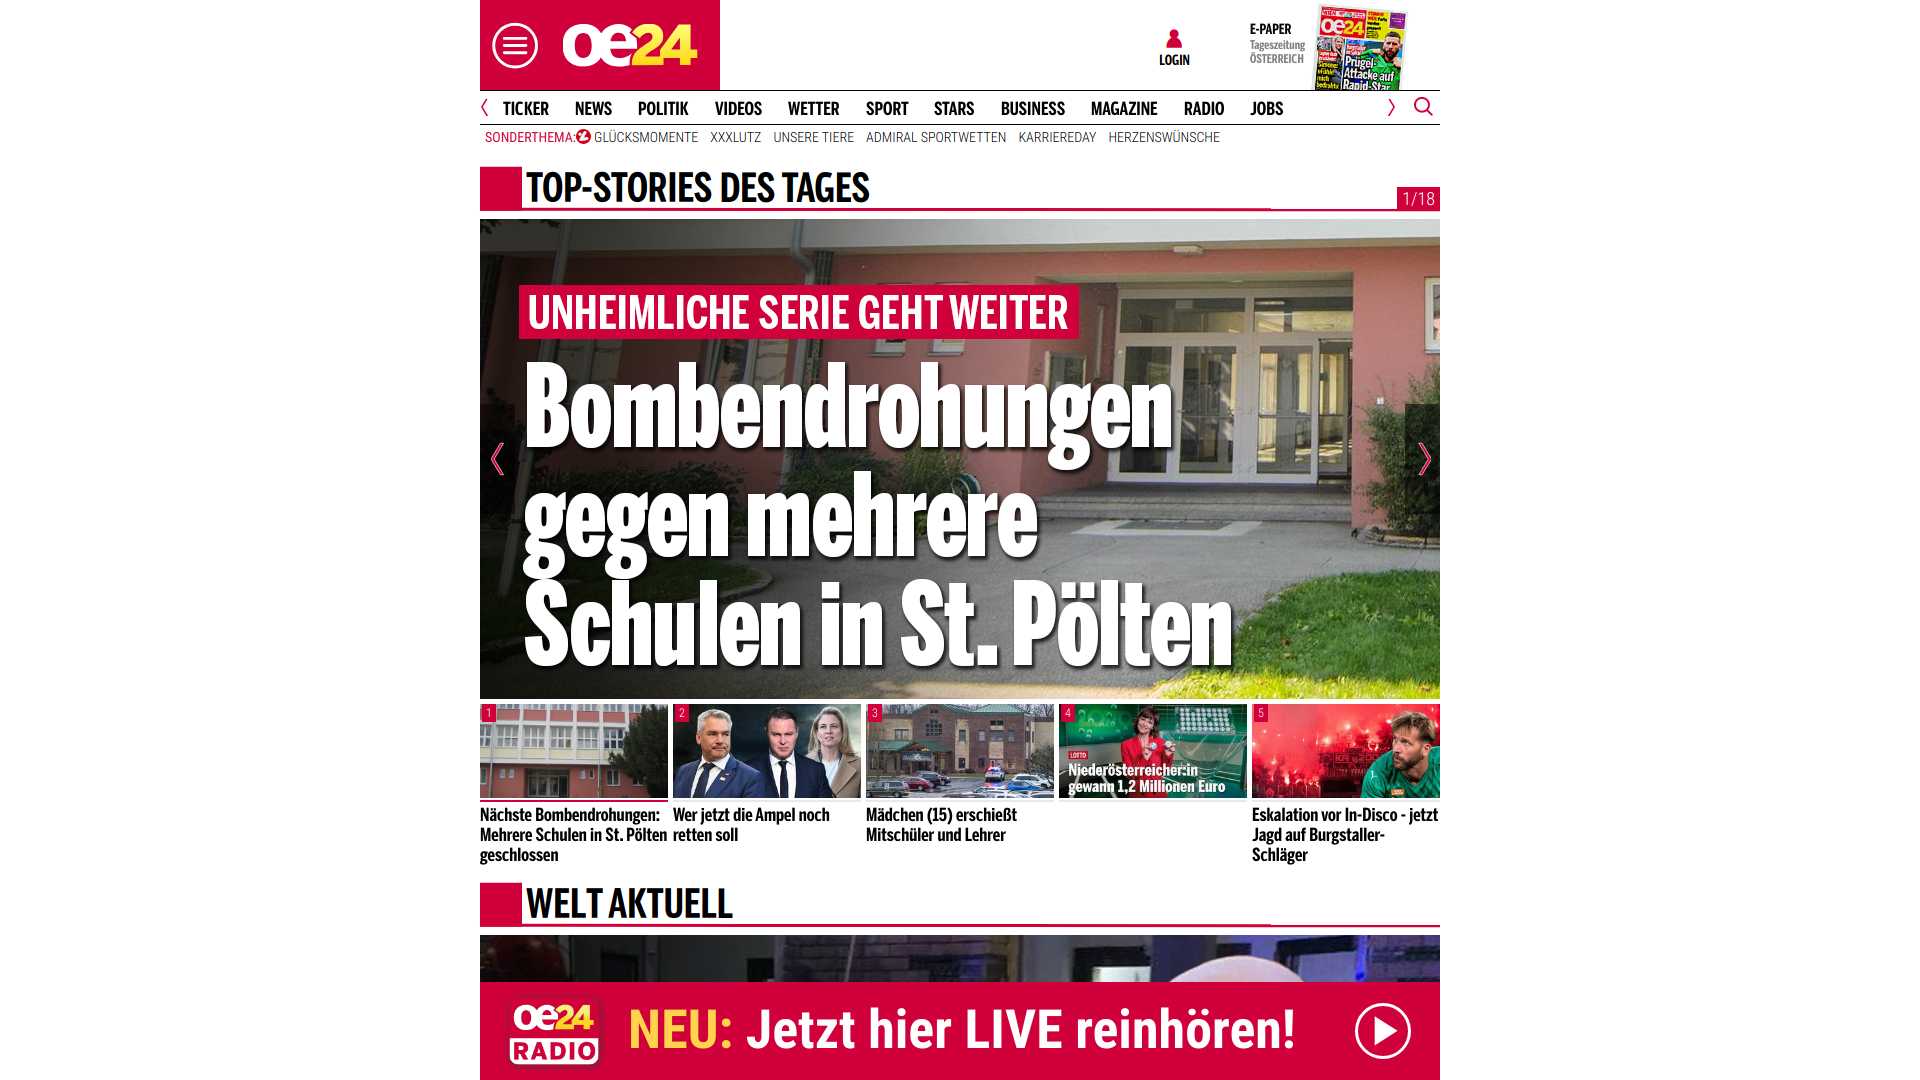 oe24
LOGIN
E-PAPER
Tageszeitung
ÖSTERREICH
oe24
Prügel-
Attacke auf
Rapid-Star
TICKER NEWS POLITIK VIDEOS WETTER SPORT STARS BUSINESS MAGAZINE RADIO JOBS
SONDERTHEMA: GLÜCKSMOMENTE XXXLUTZ UNSERE TIERE ADMIRAL SPORTWETTEN KARRIEREDAY HERZENSWÜNSCHE
TOP-STORIES DES TAGES
1/18
UNHEIMLICHE SERIE GEHT WEITER
Bombendrohungen
gegen mehrere
Schulen in St. Pölten
1
Nächste Bombendrohungen:
Mehrere Schulen in St. Pölten
geschlossen
2
Wer jetzt die Ampel noch
retten soll
3
Mädchen (15) erschießt
Mitschüler und Lehrer
4
LOTTO
Niederösterreicher:in
gewann 1,2 Millionen Euro
5
Eskalation vor In-Disco - jetzt
Jagd auf Burgstaller-
Schläger
WELT AKTUELL
oe24
RADIO
NEU: Jetzt hier LIVE reinhören!